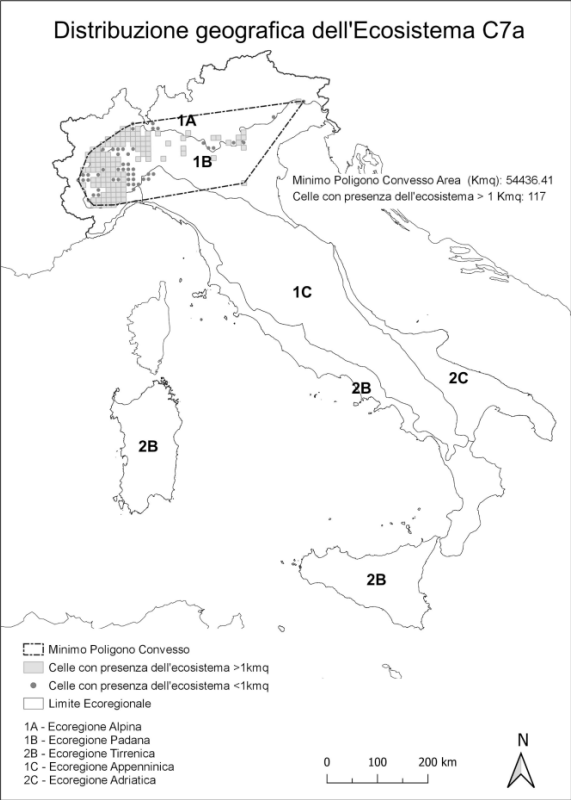 Distribuzione geografica dell'Ecosistema C7a
1A
1B
Minimo Poligono Convesso Area (Kmq): 54436.41
Celle con presenza dell'ecosistema > 1 Kmq: 117
1C
2B
2C
2B
2B
Minimo Poligono Convesso
Celle con presenza dell'ecosistema >1kmq
Celle con presenza dell'ecosistema <1kmq
Limite Ecoregionale
1A - Ecoregione Alpina
1B - Ecoregione Padana
2B - Ecoregione Tirrenica
1C - Ecoregione Appenninica
2C - Ecoregione Adriatica
N
0 100 200 km